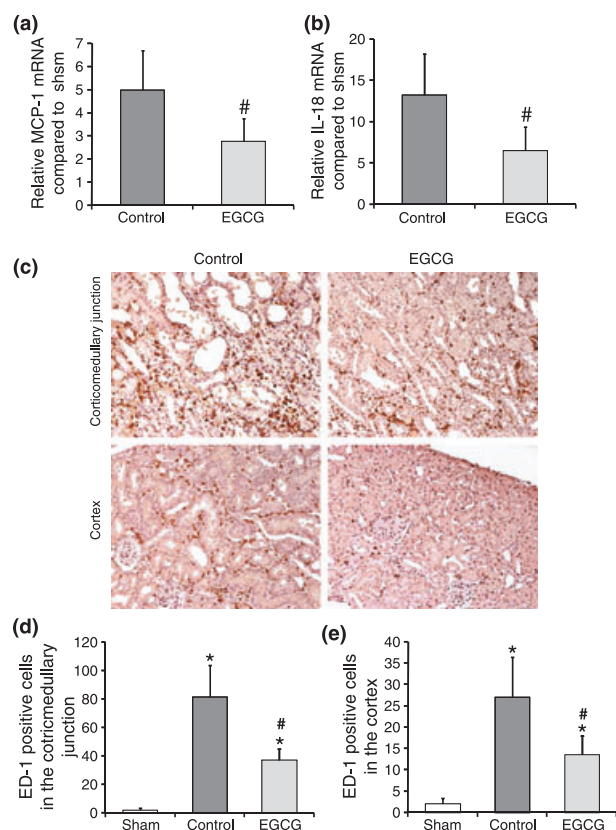 (a)
Relative MCP-1 mRNA
compared to shsm
7
6
5
4
3
2
1
0
#
Control
EGCG
(b)
Relative IL-18 mRNA
compared to shsm
20
15
10
5
0
#
Control
EGCG
(c)
Control
EGCG
Corticomedullary junction
Cortex
(d)
ED-1 positive cells
in the cotricmedullary
junction
120
100
80
60
40
20
0
*
#
*
Sham
Control
EGCG
(e)
ED-1 positive cells
in the cortex
40
35
30
25
20
15
10
5
0
*
#
*
Sham
Control
EGCG